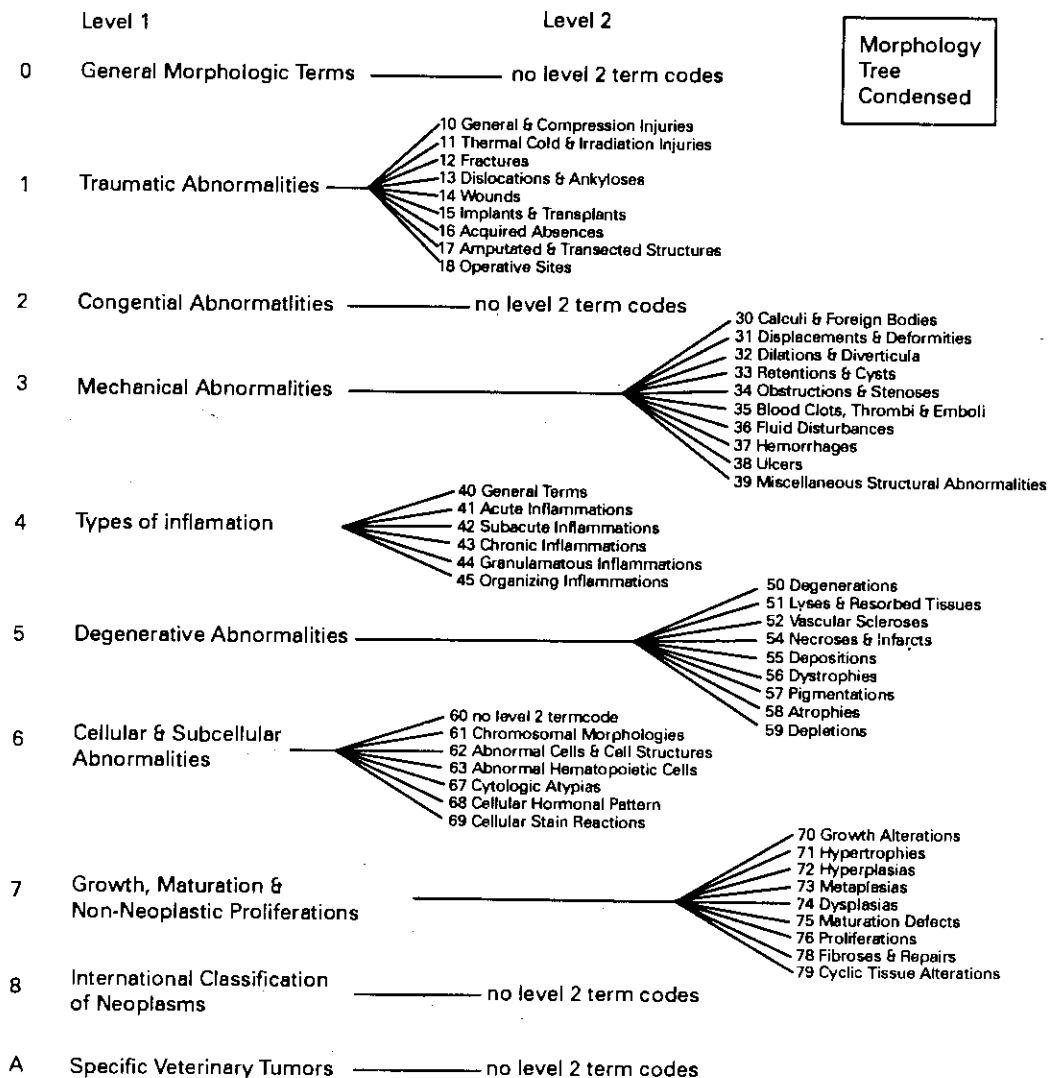 Level 1
Level 2
Morphology
Tree
Condensed
0 General Morphologic Terms no level 2 term codes
1 Traumatic Abnormalities
10 General & Compression Injuries
11 Thermal Cold & Irradiation Injuries
12 Fractures
13 Dislocations & Ankyloses
14 Wounds
15 Implants & Transplants
16 Acquired Absences
17 Amputated & Transected Structures
18 Operative Sites
2 Congential Abnormatlities no level 2 term codes
3 Mechanical Abnormalities
30 Calculi & Foreign Bodies
31 Displacements & Deformities
32 Dilations & Diverticula
33 Retentions & Cysts
34 Obstructions & Stenoses
35 Blood Clots, Thrombi & Emboli
36 Fluid Disturbances
37 Hemorrhages
38 Ulcers
39 Miscellaneous Structural Abnormalities
4 Types of inflamation
40 General Terms
41 Acute Inflammations
42 Subacute Inflammations
43 Chronic Inflammations
44 Granulamatous Inflammations
45 Organizing Inflammations
5 Degenerative Abnormalities
50 Degenerations
51 Lyses & Resorbed Tissues
52 Vascular Scleroses
54 Necroses & Infarcts
55 Depositions
56 Dystrophies
57 Pigmentations
58 Atrophies
59 Depletions
6 Cellular & Subcellular
Abnormalities
60 no level 2 termcode
61 Chromosomal Morphologies
62 Abnormal Cells & Cell Structures
63 Abnormal Hematopoietic Cells
67 Cytologic Atypias
68 Cellular Hormonal Pattern
69 Cellular Stain Reactions
7 Growth, Maturation &
Non-Neoplastic Proliferations
70 Growth Alterations
71 Hypertrophies
72 Hyperplasias
73 Metaplasias
74 Dysplasias
75 Maturation Defects
76 Proliferations
78 Fibroses & Repairs
79 Cyclic Tissue Alterations
8 International Classification
of Neoplasms no level 2 term codes
A Specific Veterinary Tumors no level 2 term codes